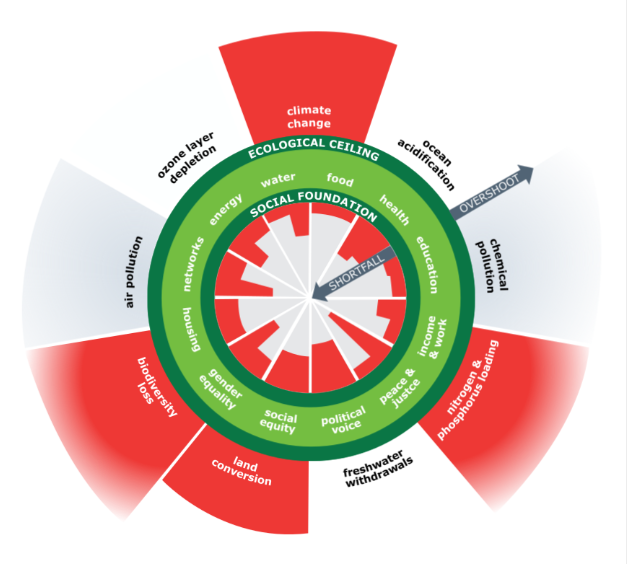 climate
change
ocean
acidification
chemical
pollution
nitrogen &
phosphorus loading
freshwater
withdrawals
land
conversion
biodiversity
loss
air pollution
ozone layer
depletion
ECOLOGICAL CEILING
OVERSHOOT
water
food
health
education
income
& work
peace &
justce
political
voice
social
equity
gender
equality
housing
networks
energy
SOCIAL FOUNDATION
SHORTFALL